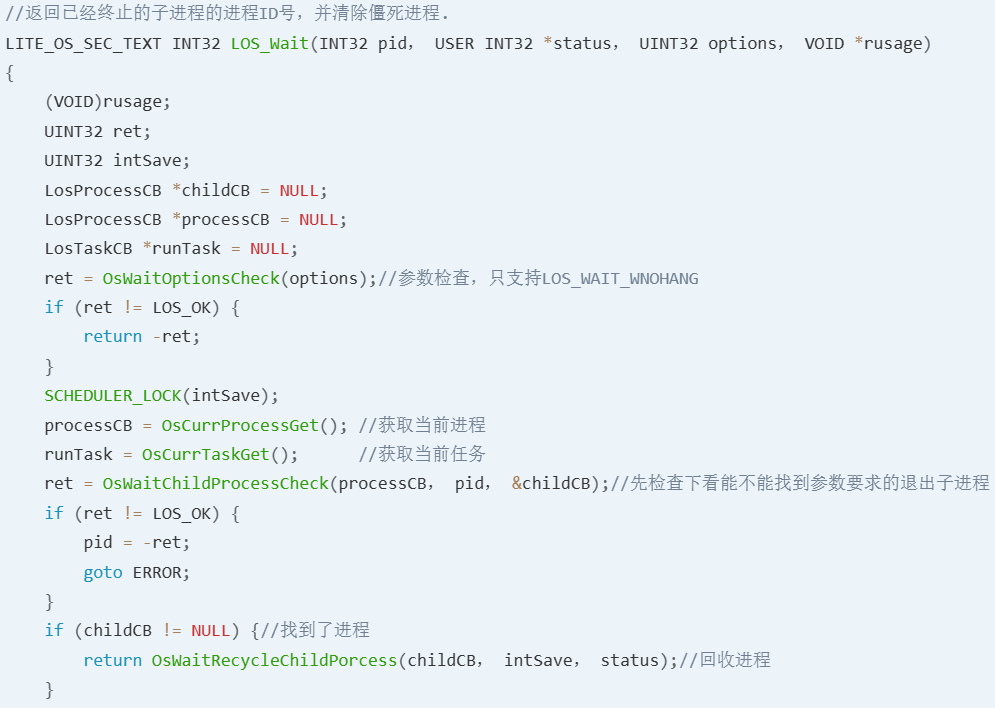 //返回已经终止的子进程的进程ID号，并清除僵死进程.
LITE_OS_SEC_TEXT INT32 LOS_Wait(INT32 pid, USER INT32 *status, UINT32 options, VOID *rusage)
{
    (VOID)rusage;
    UINT32 ret;
    UINT32 intSave;
    LosProcessCB *childCB = NULL;
    LosProcessCB *processCB = NULL;
    LosTaskCB *runTask = NULL;
    ret = OsWaitOptionsCheck(options);//参数检查，只支持LOS_WAIT_WNOHANG
    if (ret != LOS_OK) {
        return -ret;
    }
    SCHEDULER_LOCK(intSave);
    processCB = OsCurrProcessGet(); //获取当前进程
    runTask = OsCurrTaskGet();      //获取当前任务
    ret = OsWaitChildProcessCheck(processCB, pid, &childCB);//先检查下看能不能找到参数要求的退出子进程
    if (ret != LOS_OK) {
        pid = -ret;
        goto ERROR;
    }
    if (childCB != NULL) {//找到了进程
        return OsWaitRecycleChildPorcess(childCB, intSave, status);//回收进程
    }